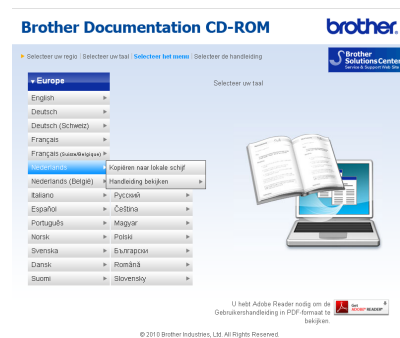 Brother Documentation CD-ROM
brother
Selecteer uw regio | Selecteer uw taal | Selecteer het menu | Selecteer de handleiding
Brother
SolutionsCenter
Service & Support Web Site
Europe
Selecteer uw taal
English
Deutsch
Deutsch (Schweiz)
Français
Français (Suisse/Belgique)
Nederlands
Kopiëren naar lokale schijf
Nederlands (België)
Handleiding bekijken
Italiano
Русский
Español
Čeština
Português
Magyar
Norsk
Polski
Svenska
Български
Dansk
Română
Suomi
Slovensky
U hebt Adobe Reader nodig om de
Gebruikershandleiding in PDF-formaat te
bekijken.
Get
ADOBE® READER®
© 2010 Brother Industries, Ltd. All Rights Reserved.